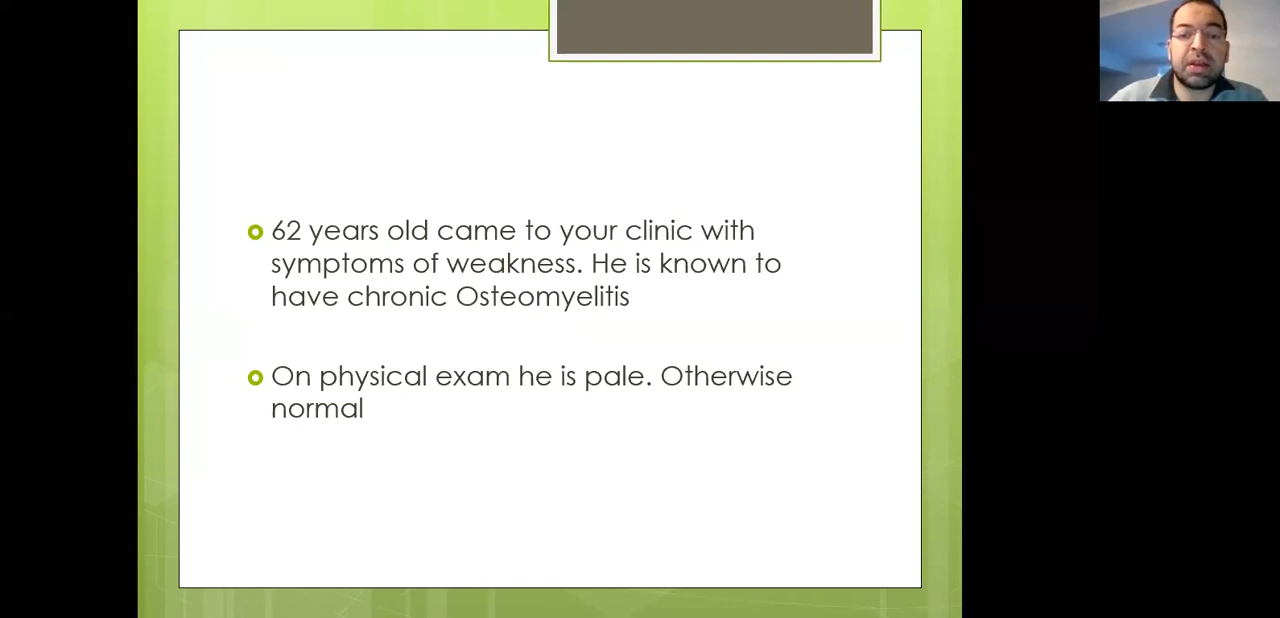 62 years old came to your clinic with
symptoms of weakness. He is known to
have chronic Osteomyelitis
On physical exam he is pale. Otherwise
normal